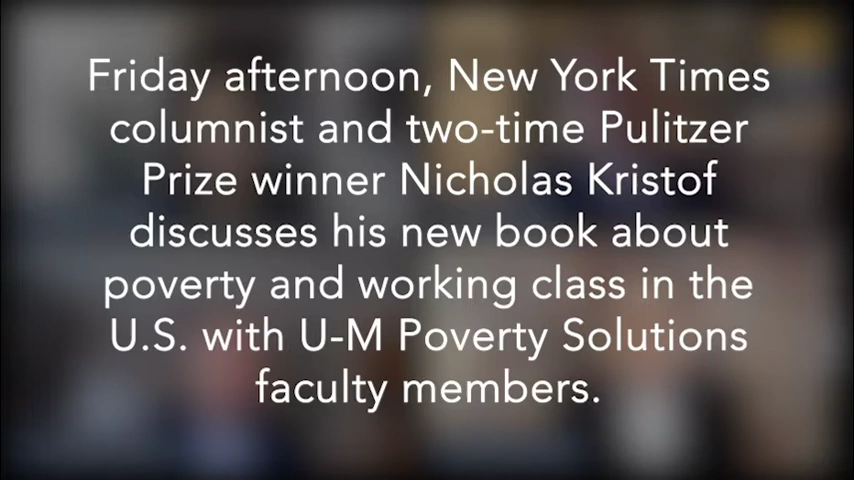 Friday afternoon, New York Times
columnist and two-time Pulitzer
Prize winner Nicholas Kristof
discusses his new book about
poverty and working class in the
U.S. with U-M Poverty Solutions
faculty members.